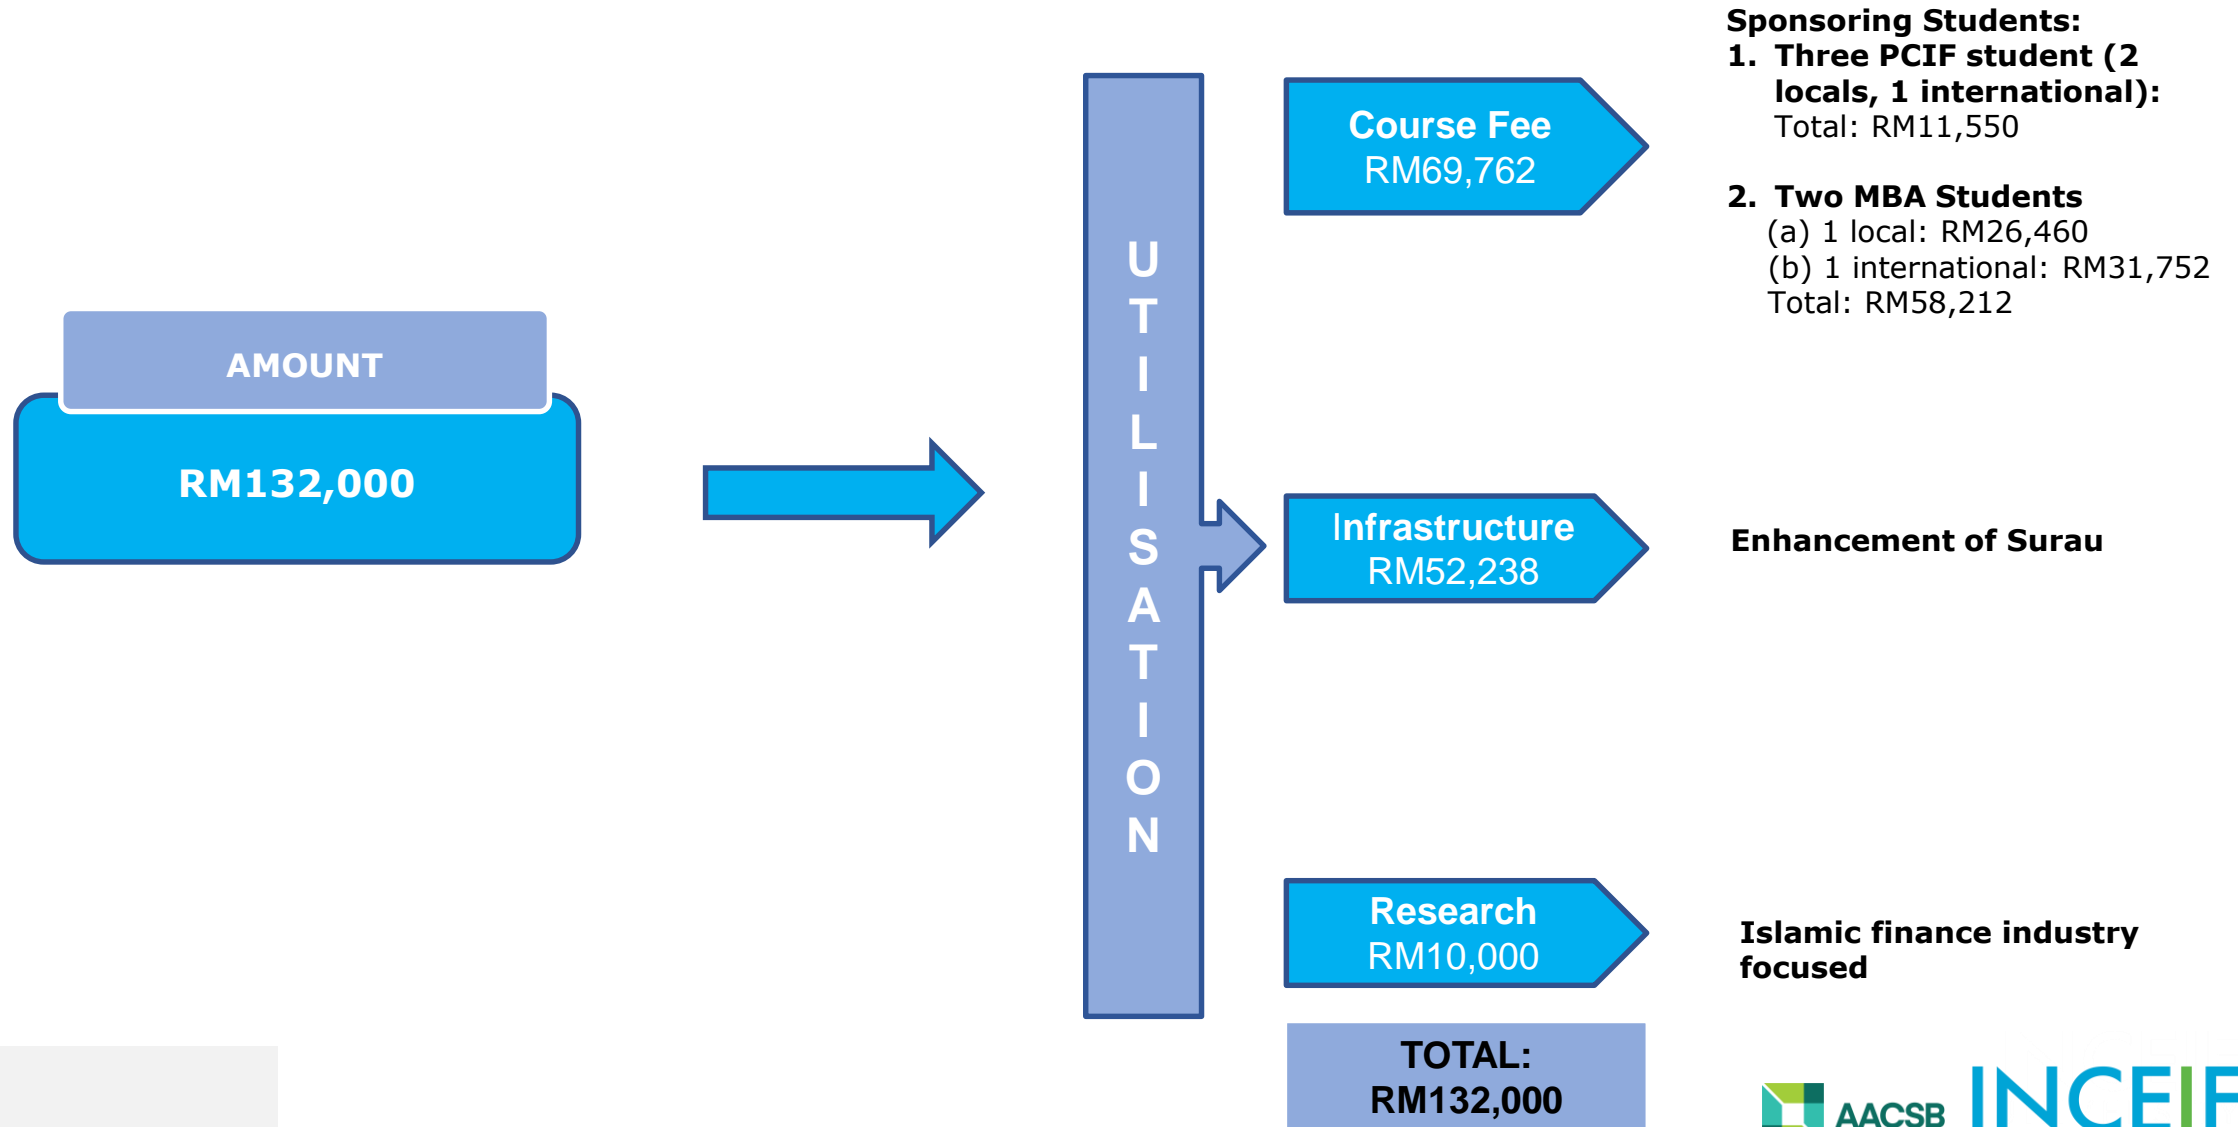 AMOUNT
RM132,000
UTILISATION
Course Fee
RM69,762
Sponsoring Students:
1. Three PCIF student (2
locals, 1 international):
Total: RM11,550
2. Two MBA Students
(a) 1 local: RM26,460
(b) 1 international: RM31,752
Total: RM58,212
Infrastructure
RM52,238
Enhancement of Surau
Research
RM10,000
Islamic finance industry
focused
TOTAL:
RM132,000
AACSB
INCEIF